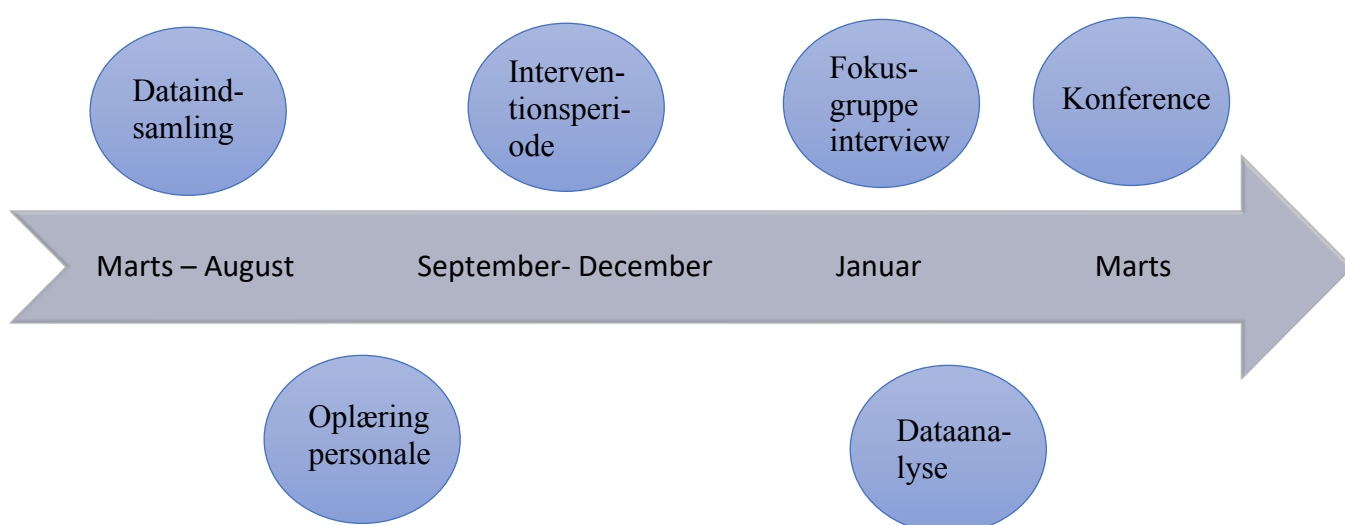 Dataind-
samling
Interven-
tionsperi-
ode
Fokus-
gruppe
interview
Konference
Marts – August
September- December
Januar
Marts
Oplæring
personale
Dataana-
lyse